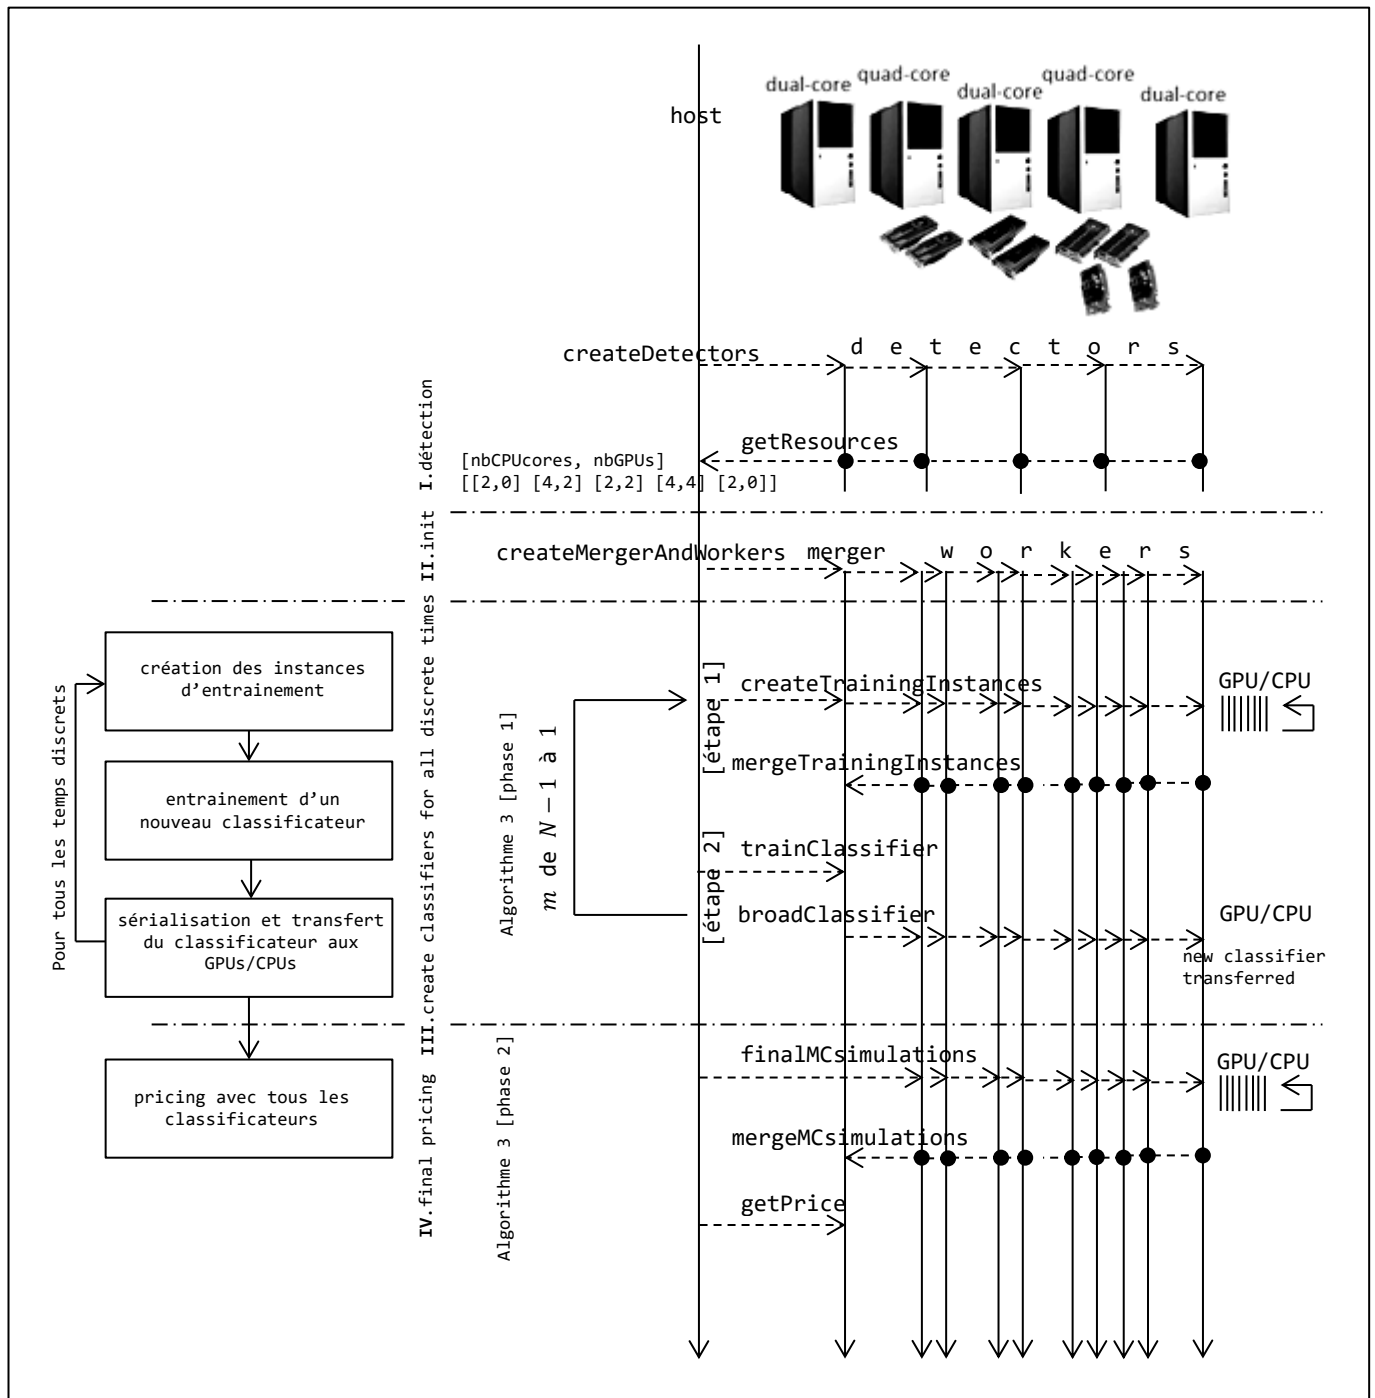 dual-core
quad-core
dual-core
quad-core
dual-core
host
createDetectors
d e t e c t o r s
I.détection
getResources
[nbCPUcores, nbGPUs]
[[2,0] [4,2] [2,2] [4,4] [2,0]]
II.init
createMergerAndWorkers
merger
w o r k e r s
Pour tous les temps discrets
création des instances
d’entrainement
entrainement d’un
nouveau classificateur
sérialisation et transfert
du classificateur aux
GPUs/CPUs
III.create classifiers for all discrete times
Algorithme 3 [phase 1]
m de N − 1 à 1
[étape 1]
createTrainingInstances
GPU/CPU
mergeTrainingInstances
[étape 2]
trainClassifier
broadClassifier
GPU/CPU
new classifier
transferred
pricing avec tous les
classificateurs
IV.final pricing
Algorithme 3 [phase 2]
finalMCsimulations
GPU/CPU
mergeMCsimulations
getPrice